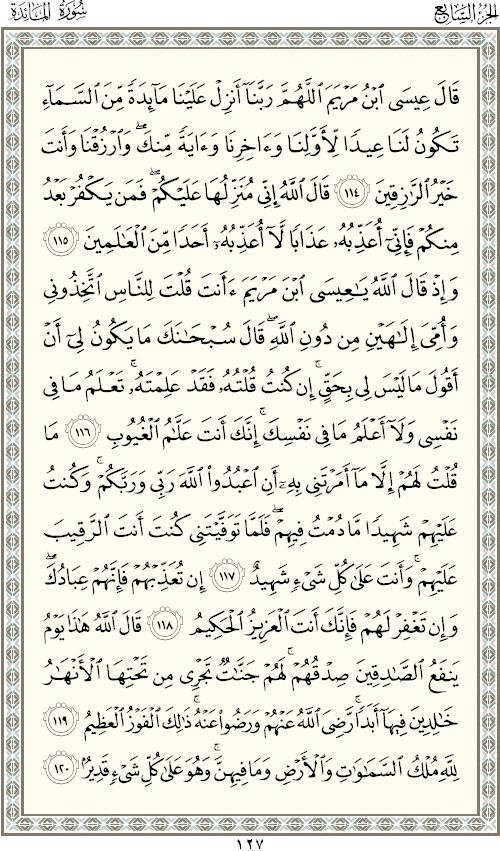 الجزء السابع
سورة المائدة
قَالَ عِيسَى ٱبْنُ مَرْيَمَ ٱللَّهُمَّ رَبَّنَآ أَنزِلْ عَلَيْنَا مَآئِدَةً مِّنَ ٱلسَّمَآءِ
تَكُونُ لَنَا عِيدًا لِّأَوَّلِنَا وَءَاخِرِنَا وَءَايَةً مِّنكَۖ وَٱرْزُقْنَا وَأَنتَ
خَيْرُ ٱلرَّٰزِقِينَ ١١٤ قَالَ ٱللَّهُ إِنِّى مُنَزِّلُهَا عَلَيْكُمْۖ فَمَن يَكْفُرْ بَعْدُ
مِنكُمْ فَإِنِّىٓ أُعَذِّبُهُۥ عَذَابًا لَّآ أُعَذِّبُهُۥٓ أَحَدًا مِّنَ ٱلْعَٰلَمِينَ ١١٥
وَإِذْ قَالَ ٱللَّهُ يَٰعِيسَى ٱبْنَ مَرْيَمَ ءَأَنتَ قُلْتَ لِلنَّاسِ ٱتَّخِذُونِى
وَأُمِّىَ إِلَٰهَيْنِ مِن دُونِ ٱللَّهِۖ قَالَ سُبْحَٰنَكَ مَا يَكُونُ لِىٓ أَنْ
أَقُولَ مَا لَيْسَ لِى بِحَقٍّۚ إِن كُنتُ قُلْتُهُۥ فَقَدْ عَلِمْتَهُۥۚ تَعْلَمُ مَا فِى
نَفْسِى وَلَآ أَعْلَمُ مَا فِى نَفْسِكَۚ إِنَّكَ أَنتَ عَلَّٰمُ ٱلْغُيُوبِ ١١٦ مَا
قُلْتُ لَهُمْ إِلَّا مَآ أَمَرْتَنِى بِهِۦٓ أَنِ ٱعْبُدُوا۟ ٱللَّهَ رَبِّى وَرَبَّكُمْۚ وَكُنتُ
عَلَيْهِمْ شَهِيدًا مَّا دُمْتُ فِيهِمْۖ فَلَمَّا تَوَفَّيْتَنِى كُنتَ أَنتَ ٱلرَّقِيبَ
عَلَيْهِمْۚ وَأَنتَ عَلَىٰ كُلِّ شَىْءٍ شَهِيدٌ ١١٧ إِن تُعَذِّبْهُمْ فَإِنَّهُمْ عِبَادُكَۖ
وَإِن تَغْفِرْ لَهُمْ فَإِنَّكَ أَنتَ ٱلْعَزِيزُ ٱلْحَكِيمُ ١١٨ قَالَ ٱللَّهُ هَٰذَا يَوْمُ
يَنفَعُ ٱلصَّٰدِقِينَ صِدْقُهُمْۚ لَهُمْ جَنَّٰتٌ تَجْرِى مِن تَحْتِهَا ٱلْأَنْهَٰرُ
خَٰلِدِينَ فِيهَآ أَبَدًاۚ رَّضِىَ ٱللَّهُ عَنْهُمْ وَرَضُوا۟ عَنْهُۚ ذَٰلِكَ ٱلْفَوْزُ ٱلْعَظِيمُ ١١٩
لِلَّهِ مُلْكُ ٱلسَّمَٰوَٰتِ وَٱلْأَرْضِ وَمَا فِيهِنَّۚ وَهُوَ عَلَىٰ كُلِّ شَىْءٍ قَدِيرٌۢ ١٢٠
١٢٧